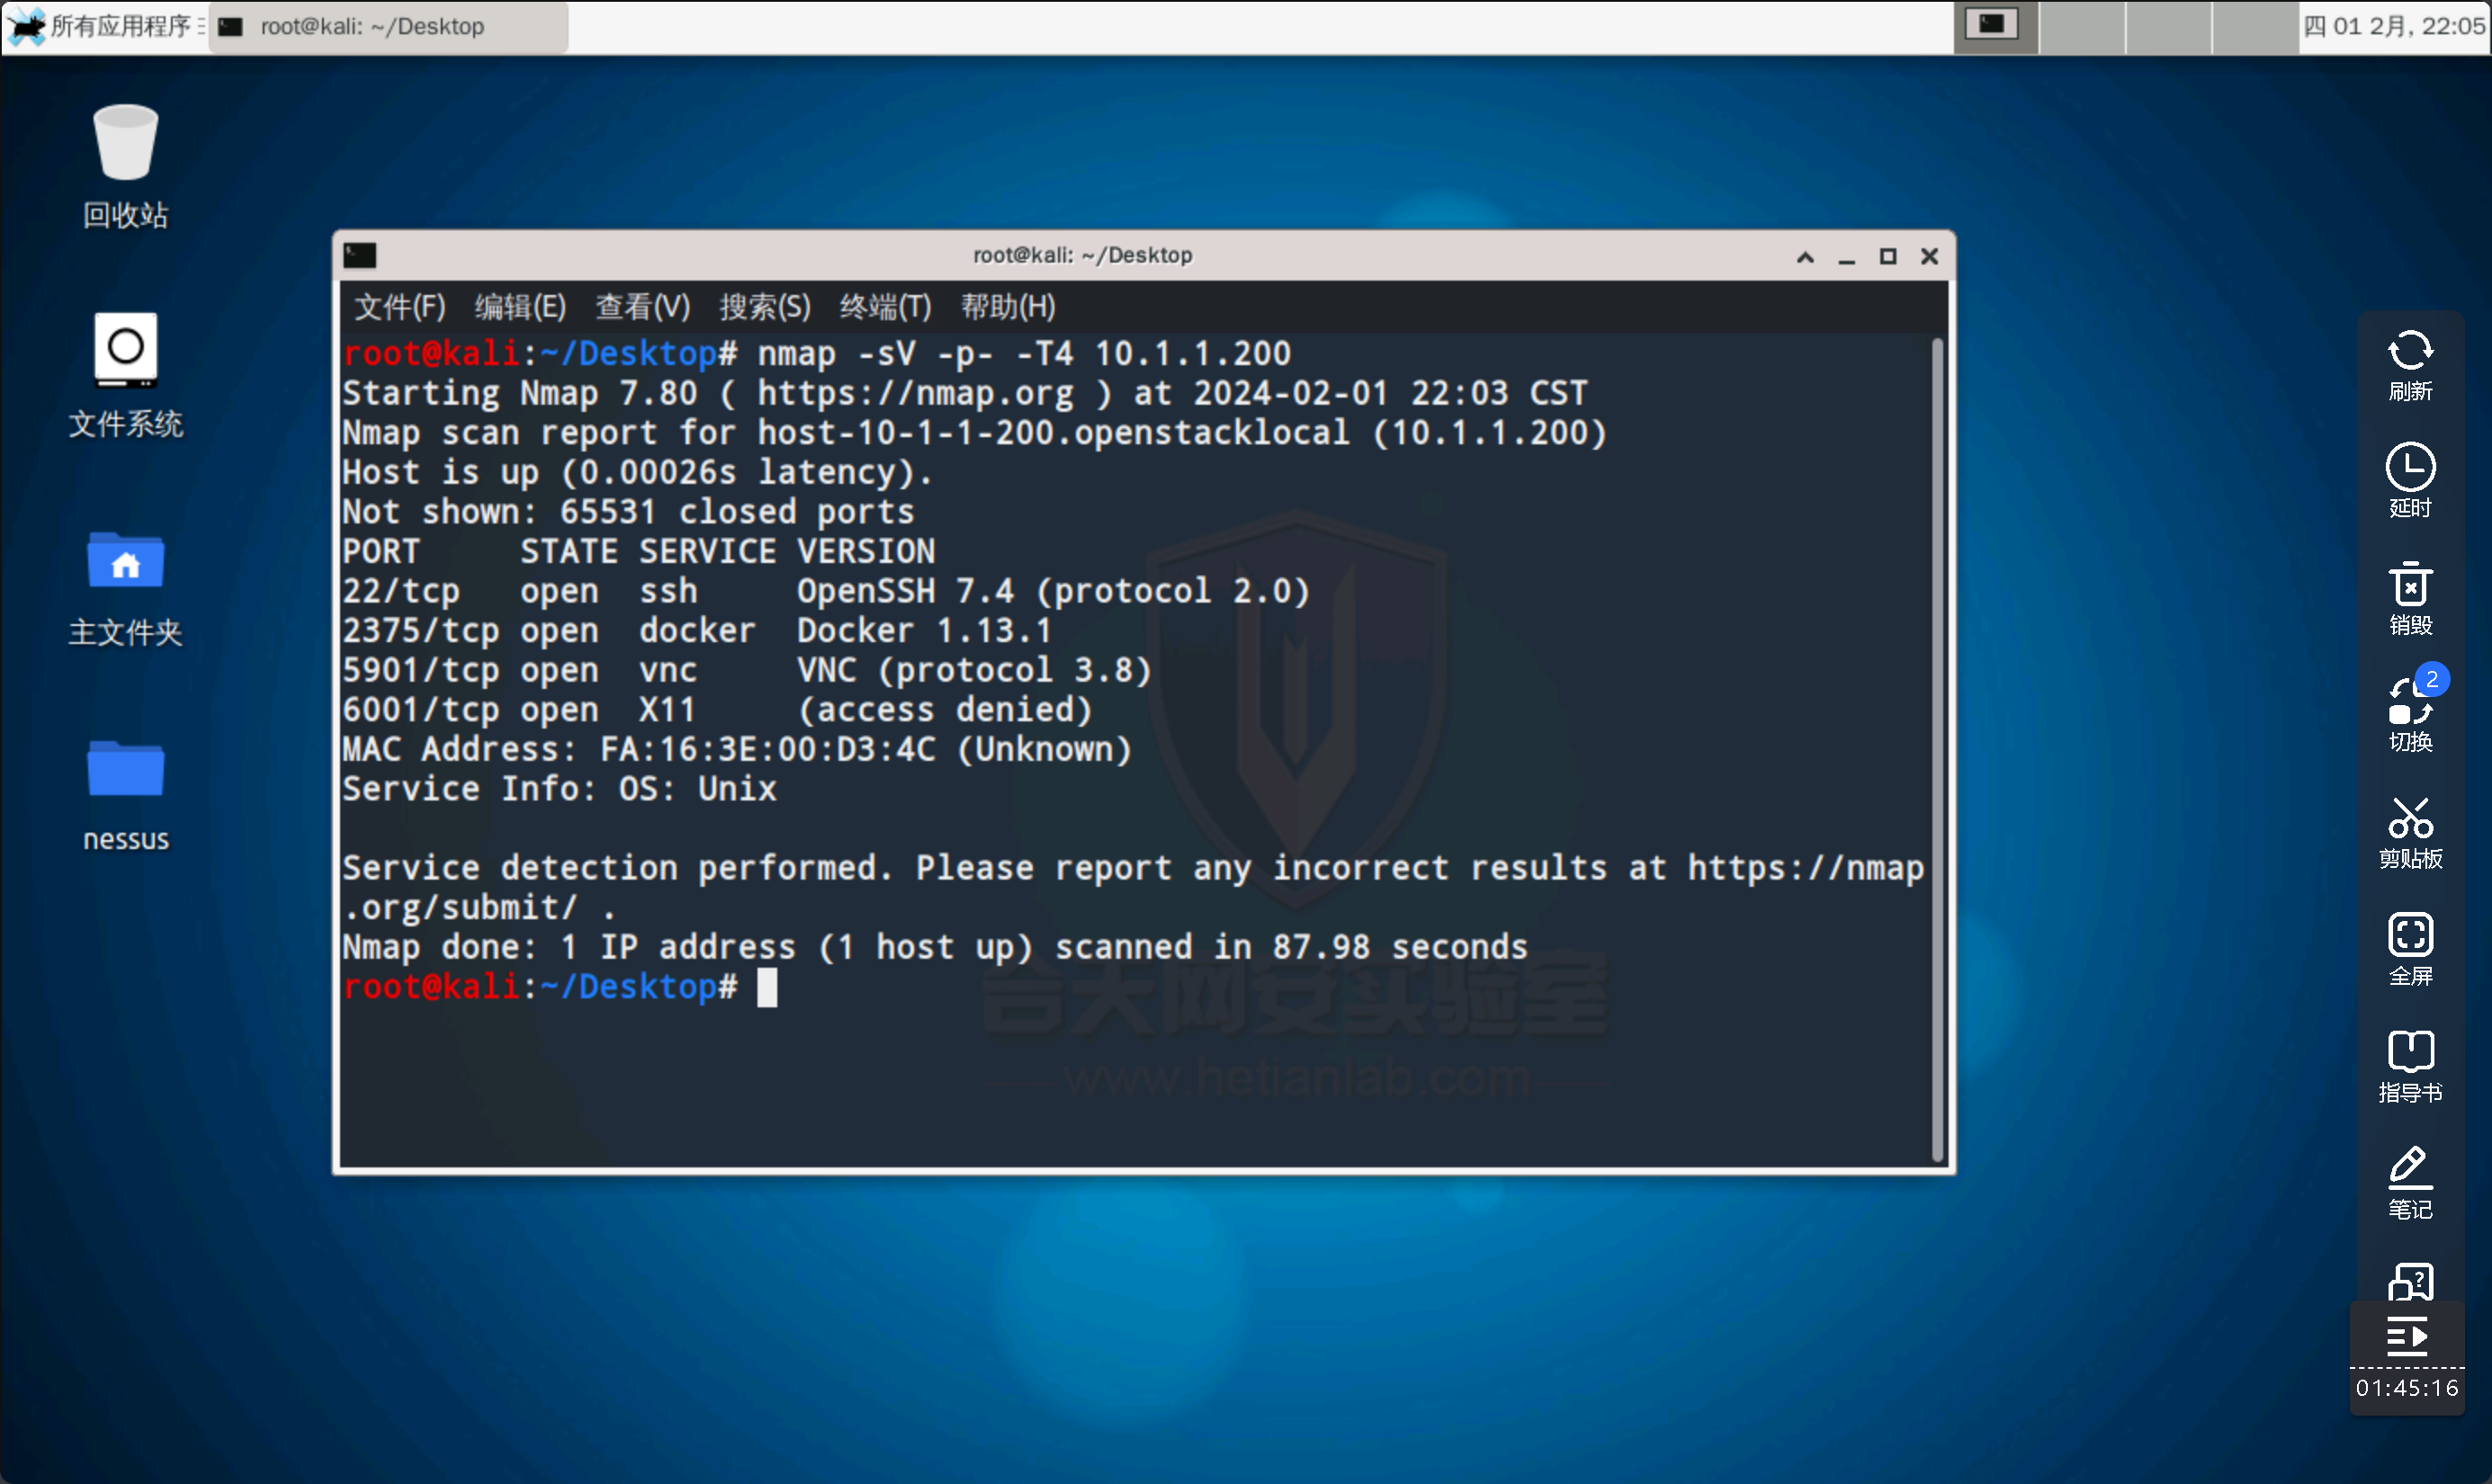 所有应用程序
root@kali: ~/Desktop
四 01 2月, 22:05
回收站
文件系统
主文件夹
nessus
root@kali: ~/Desktop
文件(F) 编辑(E) 查看(V) 搜索(S) 终端(T) 帮助(H)
root@kali:~/Desktop# nmap -sV -p- -T4 10.1.1.200
Starting Nmap 7.80 ( https://nmap.org ) at 2024-02-01 22:03 CST
Nmap scan report for host-10-1-1-200.openstacklocal (10.1.1.200)
Host is up (0.00026s latency).
Not shown: 65531 closed ports
PORT     STATE SERVICE VERSION
22/tcp   open  ssh     OpenSSH 7.4 (protocol 2.0)
2375/tcp open  docker  Docker 1.13.1
5901/tcp open  vnc     VNC (protocol 3.8)
6001/tcp open  X11     (access denied)
MAC Address: FA:16:3E:00:D3:4C (Unknown)
Service Info: OS: Unix
Service detection performed. Please report any incorrect results at https://nmap
.org/submit/ .
Nmap done: 1 IP address (1 host up) scanned in 87.98 seconds
root@kali:~/Desktop#
合天网安实验室
www.hetianlab.com
刷新
延时
销毁
2
切换
剪贴板
全屏
指导书
笔记
01:45:16